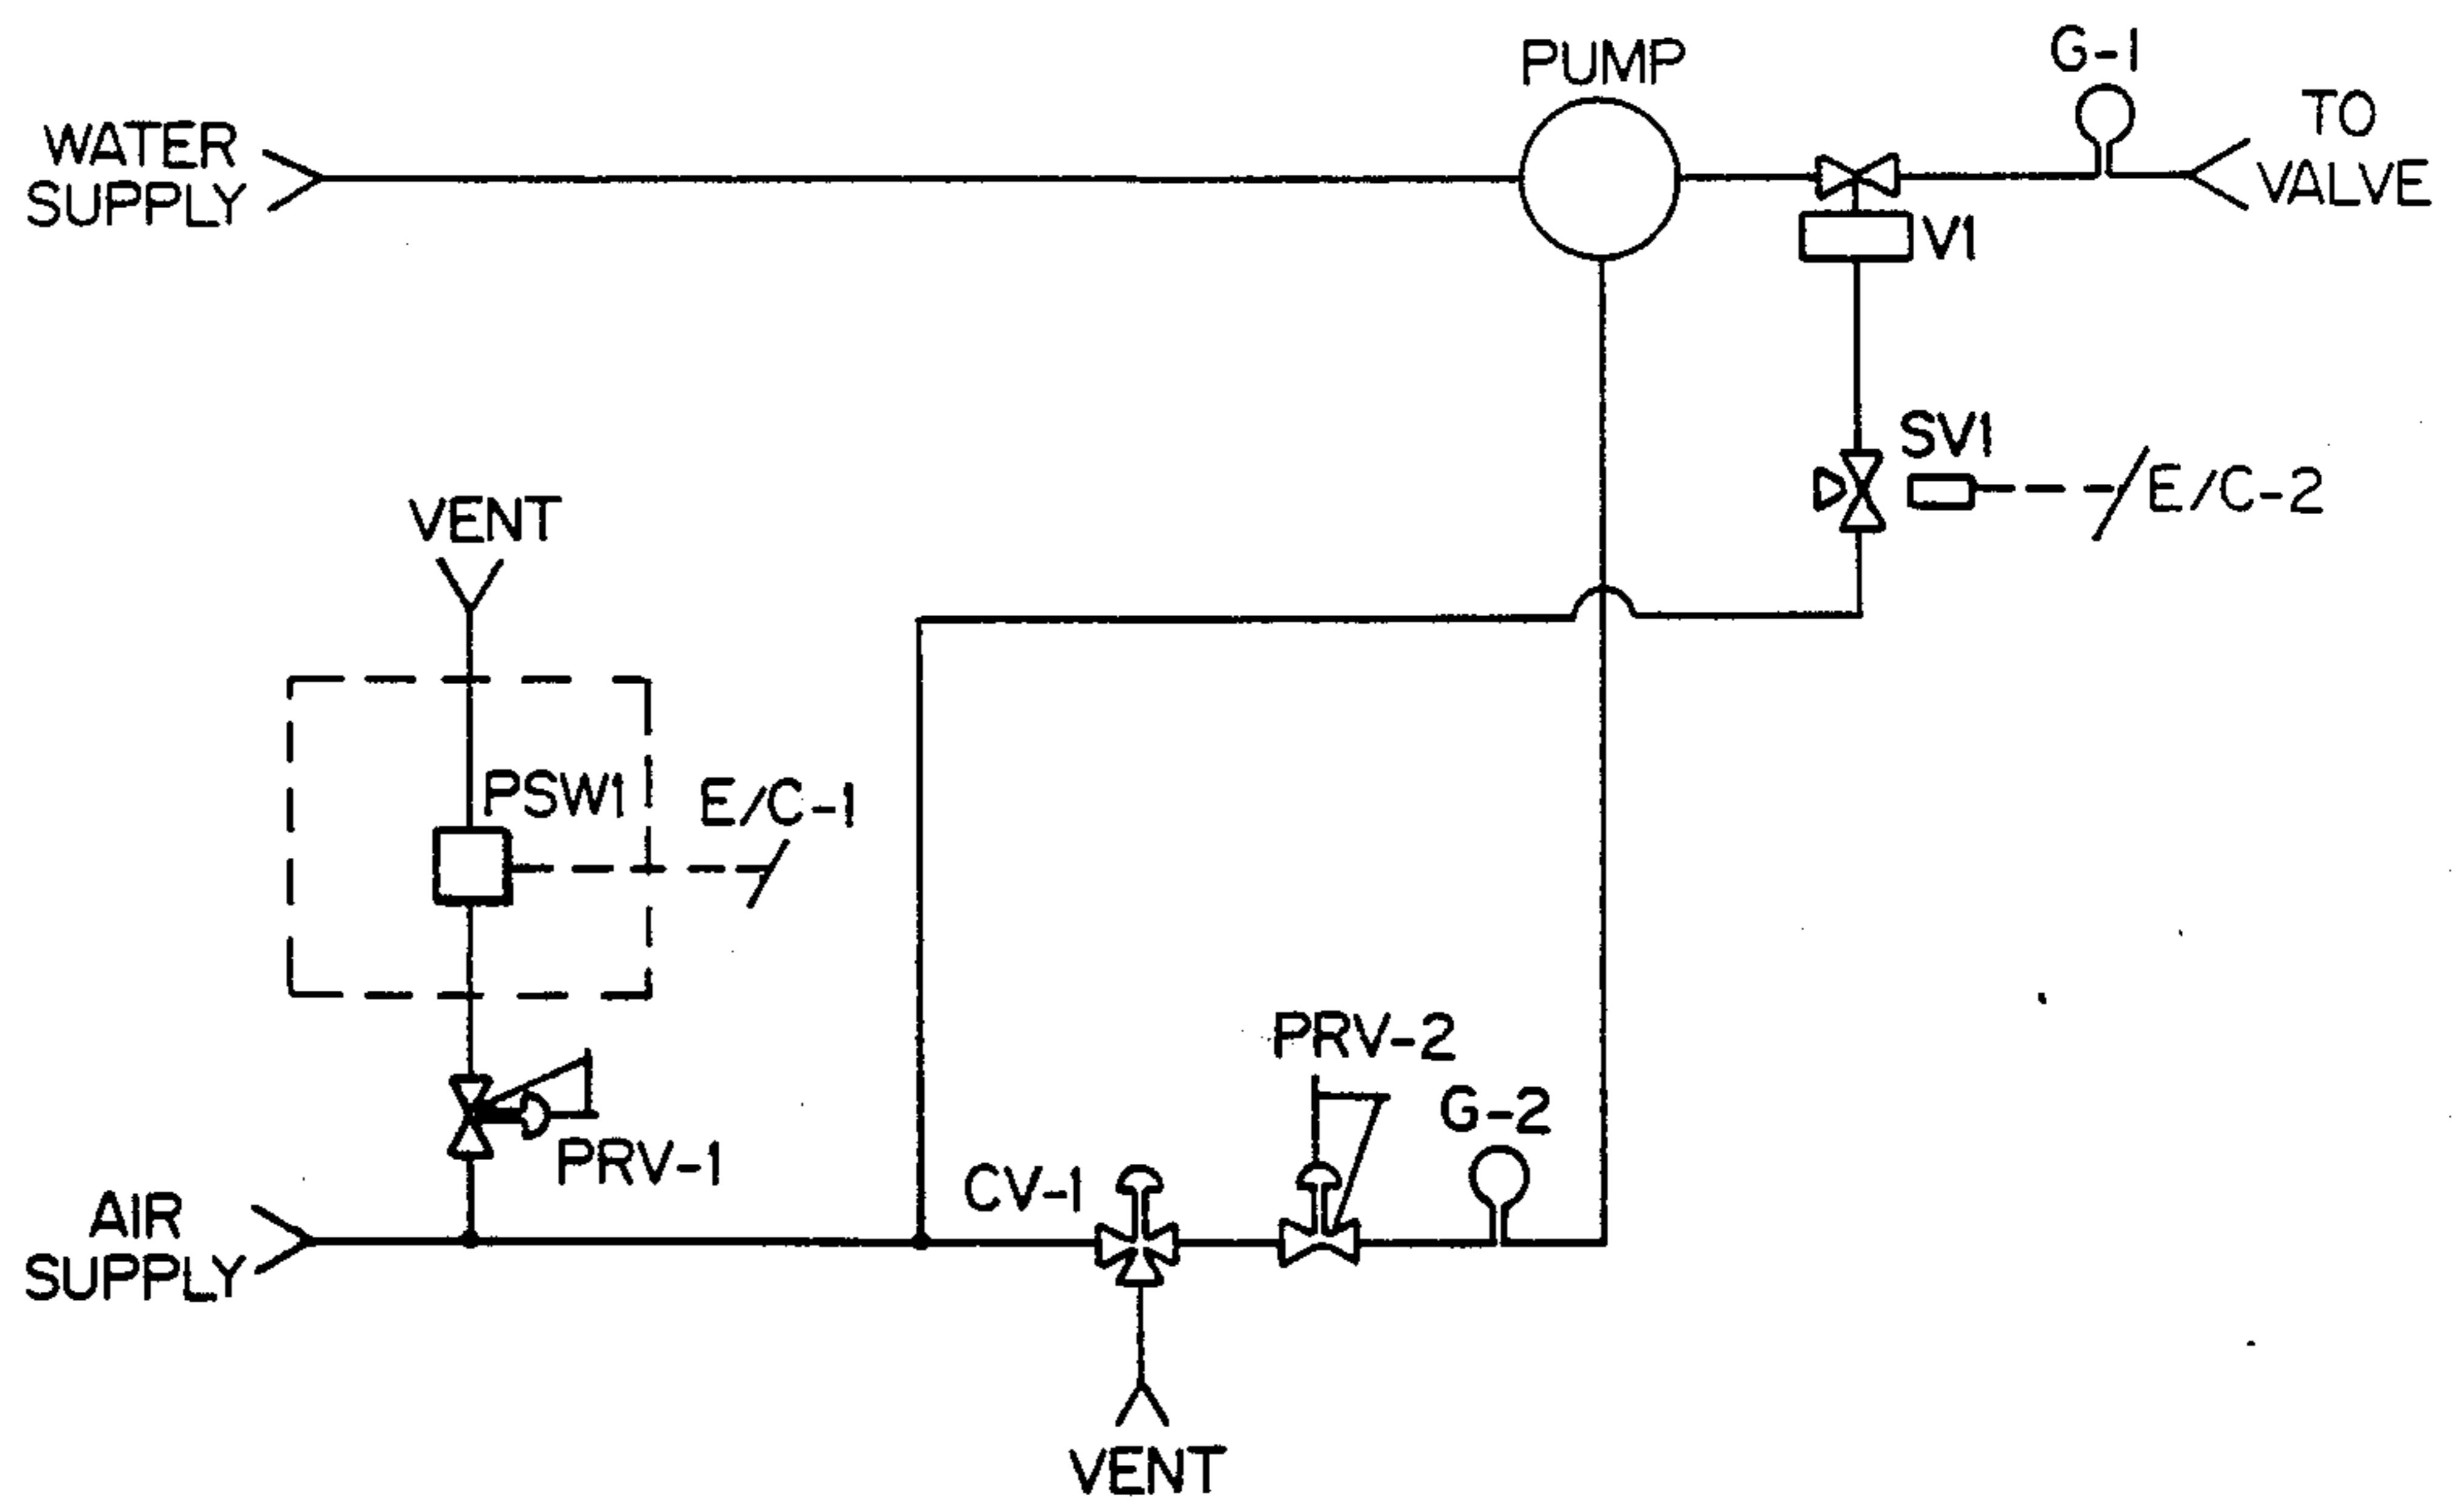 PUMP
G-1
WATER
SUPPLY
TO
VALVE
V1
SV1
E/C-2
VENT
PSW1
E/C-1
PRV-2
G-2
PRV-1
CV-1
AIR
SUPPLY
VENT